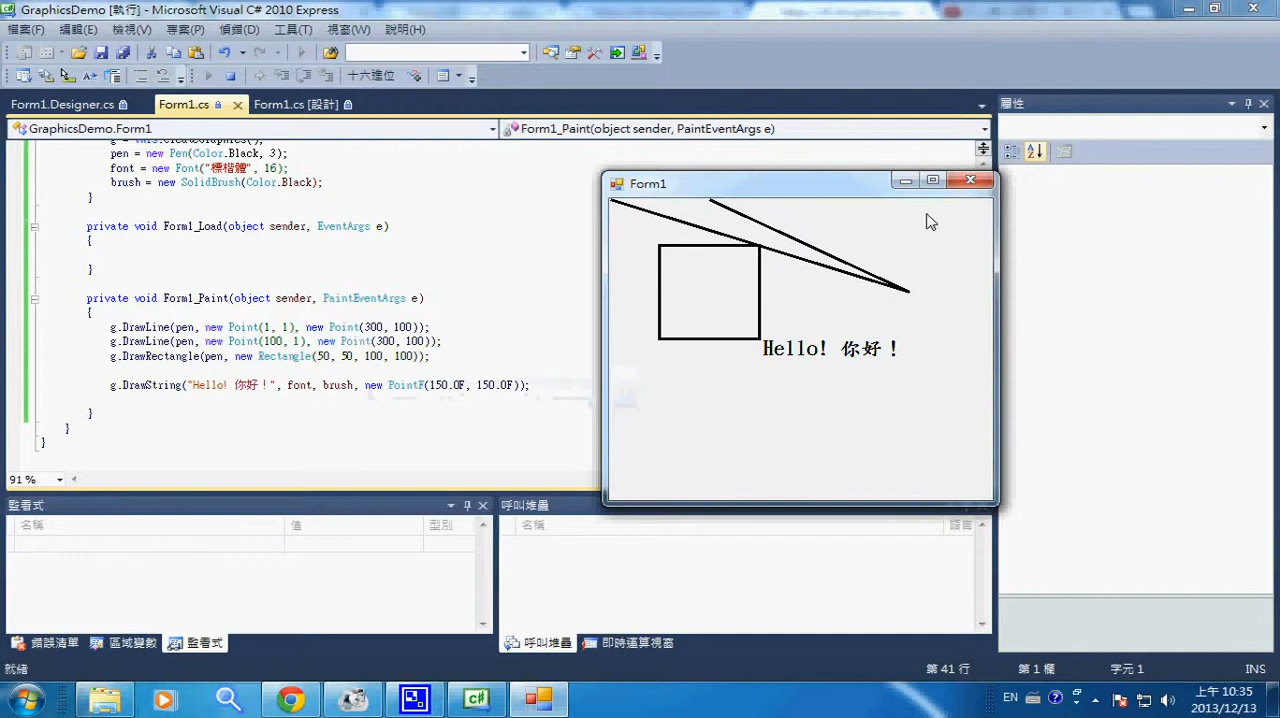 GraphicsDemo [執行] - Microsoft Visual C# 2010 Express
檔案(F) 編輯(E) 檢視(V) 專案(P) 偵錯(D) 工具(T) 視窗(W) 說明(H)
十六進位
Form1.Designer.cs Form1.cs Form1.cs [設計] 屬性
GraphicsDemo.Form1 Form1_Paint(object sender, PaintEventArgs e)
pen = new Pen(Color.Black, 3);
font = new Font("標楷體", 16);
brush = new SolidBrush(Color.Black);
}
private void Form1_Load(object sender, EventArgs e)
{
}
private void Form1_Paint(object sender, PaintEventArgs e)
{
g.DrawLine(pen, new Point(1, 1), new Point(300, 100));
g.DrawLine(pen, new Point(100, 1), new Point(300, 100));
g.DrawRectangle(pen, new Rectangle(50, 50, 100, 100));
g.DrawString("Hello! 你好！", font, brush, new PointF(150.0F, 150.0F));
}
}
}
Form1
Hello! 你好！
91 %
監看式 呼叫堆疊
名稱 值 型別 名稱 語言
錯誤清單 區域變數 監看式 呼叫堆疊 即時運算視窗
就緒 第 41 行 第 1 欄 字元 1 INS
EN 上午 10:35
2013/12/13